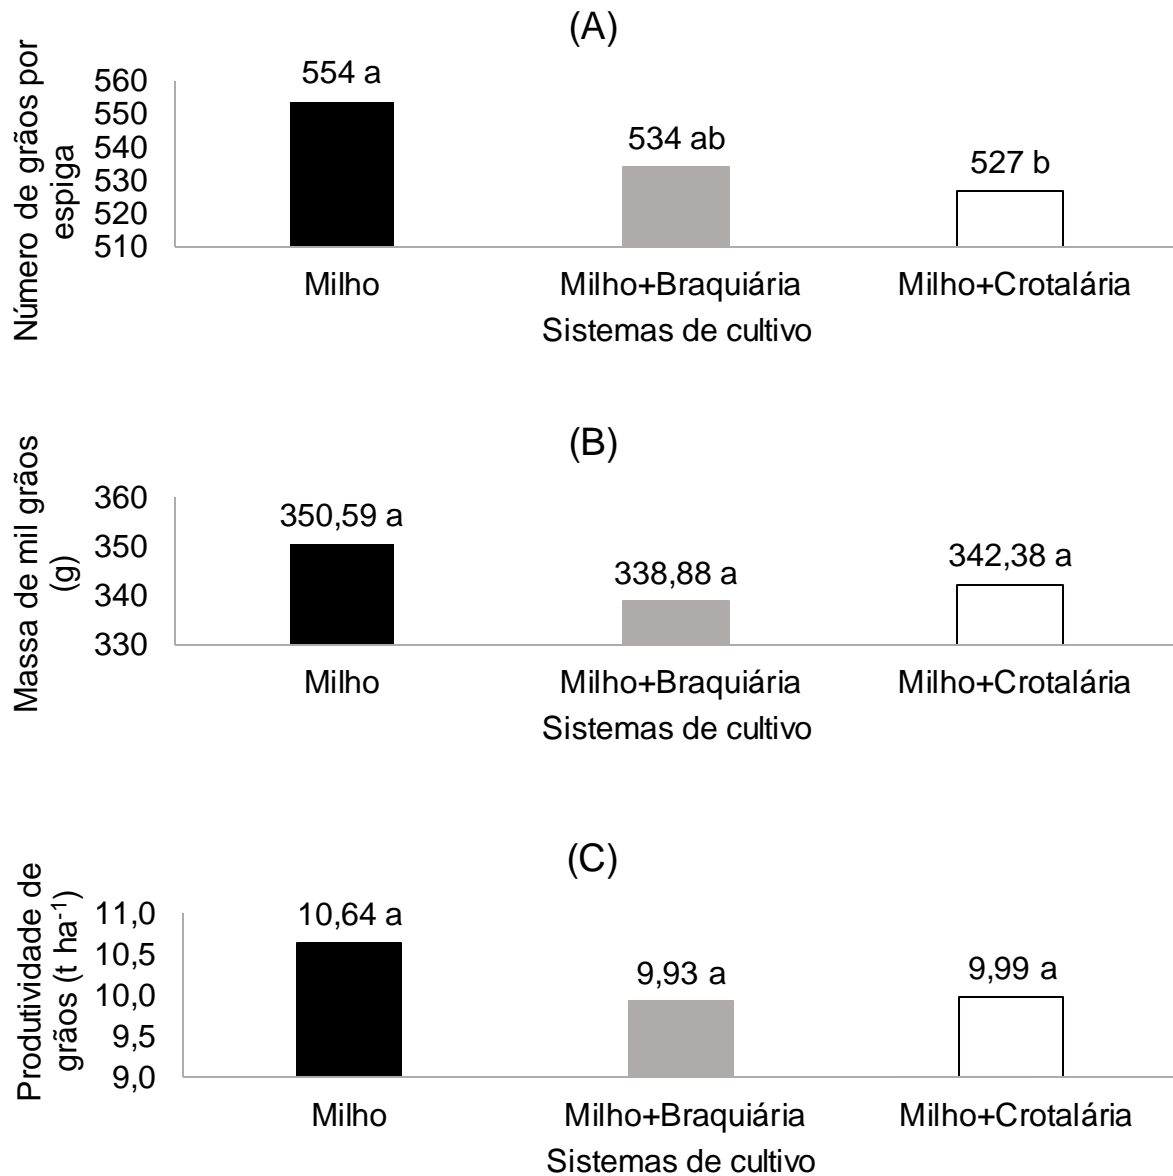 (A)
Número de grãos por
espiga
560
550
540
530
520
510
554 a
534 ab
527 b
Milho
Milho+Braquiária
Milho+Crotalária
Sistemas de cultivo
(B)
Massa de mil grãos
(g)
360
350
340
330
350,59 a
338,88 a
342,38 a
Milho
Milho+Braquiária
Milho+Crotalária
Sistemas de cultivo
(C)
Produtividade de
grãos (t ha⁻¹)
11,0
10,5
10,0
9,5
9,0
10,64 a
9,93 a
9,99 a
Milho
Milho+Braquiária
Milho+Crotalária
Sistemas de cultivo